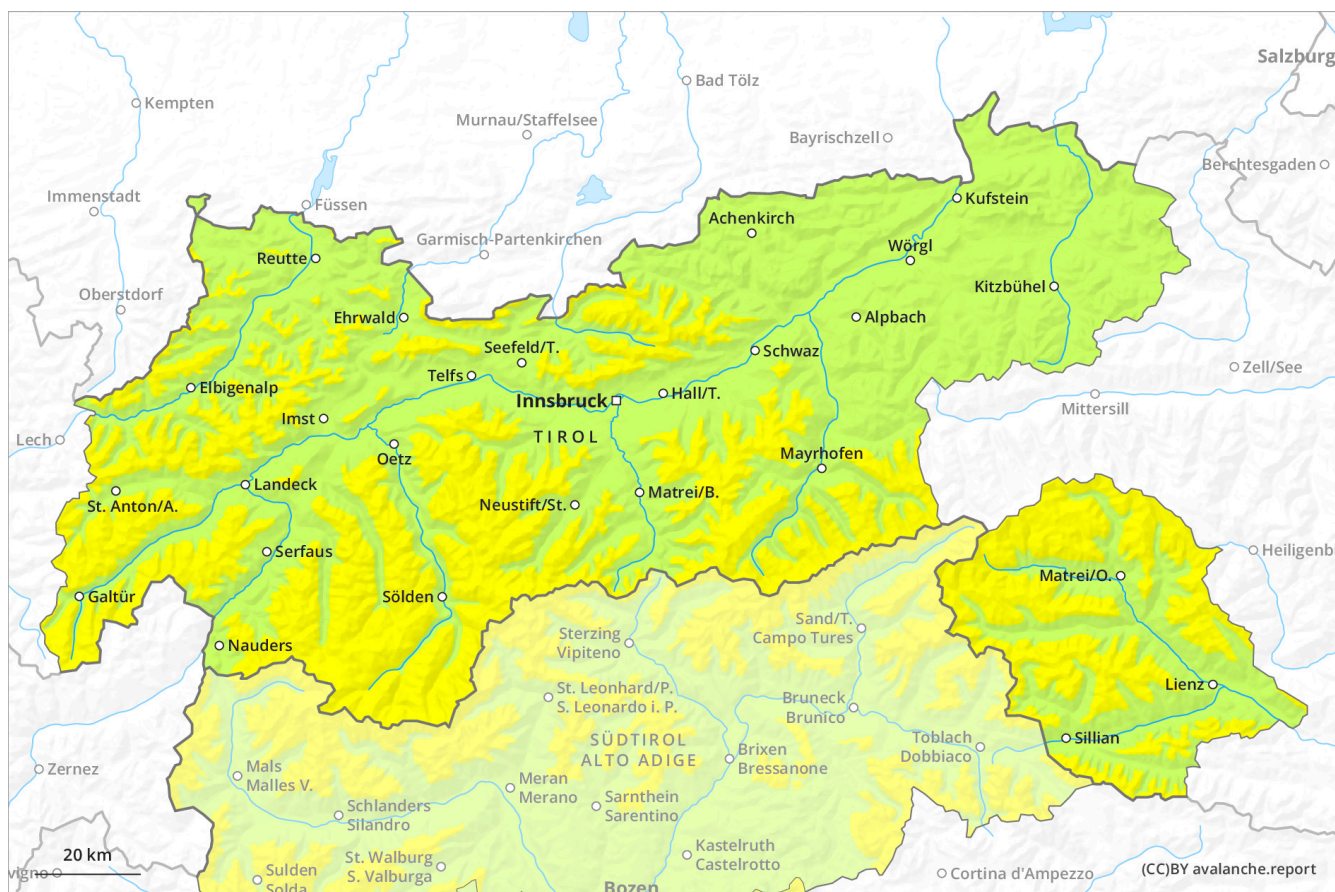 Salzburg
Bad Tölz
Kempten
Murnau/Staffelsee
Bayrischzell
Berchtesgaden
Immenstadt
Füssen
Kufstein
Achenkirch
Garmisch-Partenkirchen
Wörgl
Reutte
Kitzbühel
Oberstdorf
Ehrwald
Alpbach
Seefeld/T.
Schwaz
Zell/See
Telfs
Elbigenalp
Hall/T.
Innsbruck
Mittersill
Imst
TIROL
Lech
Oetz
Mayrhofen
Landeck
Matrei/B.
St. Anton/A.
Neustift/St.
Serfaus
Heiligenb
Matrei/O.
Galtür
Sölden
Sand/T.
Campo Tures
Sterzing
Vipiteno
Nauders
Lienz
St. Leonhard/P.
S. Leonardo i. P.
Bruneck
Brunico
Sillian
SÜDTIROL
ALTO ADIGE
Toblach
Dobbiaco
Brixen
Bressanone
Zernez
Mals
Malles V.
Meran
Merano
Sarnthein
Sarentino
Schlanders
Silandro
Kastelruth
Castelrotto
20 km
St. Walburg
S. Valburga
vigno
Sulden
Solda
Cortina d'Ampezzo
(CC)BY avalanche.report
Bozen